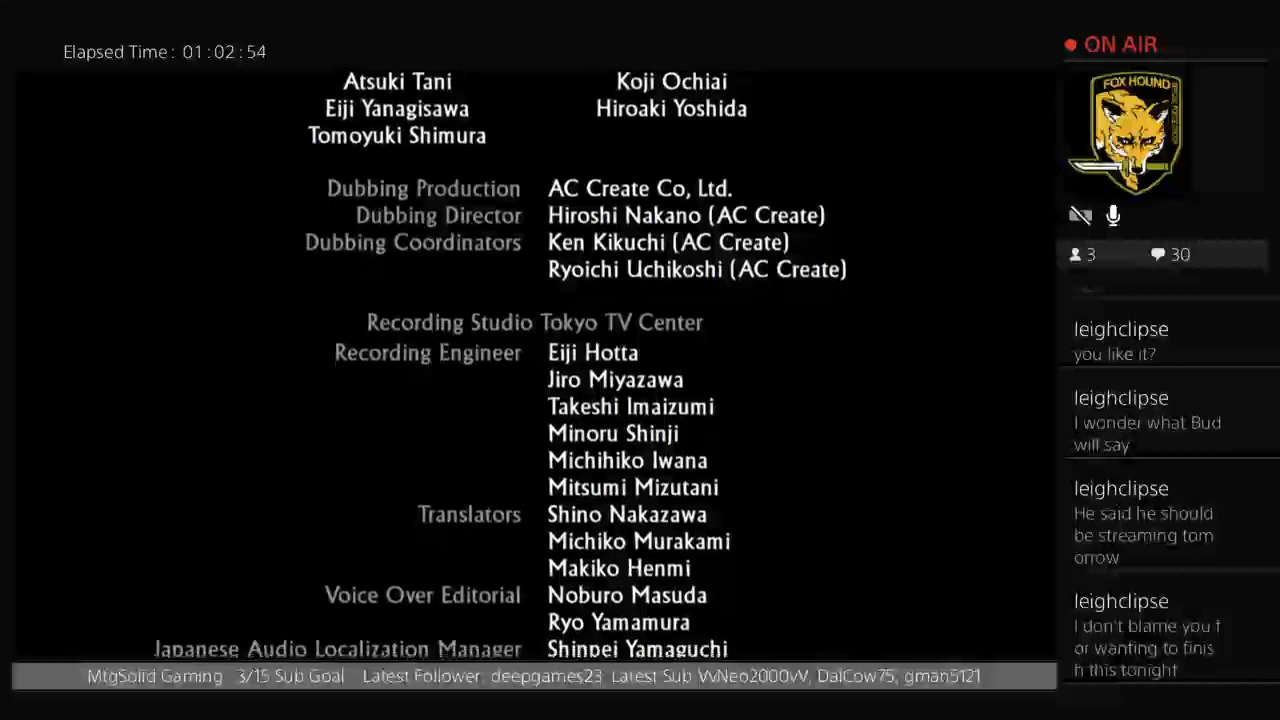 Elapsed Time: 01:02:54
ON AIR
Atsuki Tani Koji Ochiai
Eiji Yanagisawa Hiroaki Yoshida
Tomoyuki Shimura
Dubbing Production AC Create Co, Ltd.
Dubbing Director Hiroshi Nakano (AC Create)
Dubbing Coordinators Ken Kikuchi (AC Create)
Ryoichi Uchikoshi (AC Create)
Recording Studio Tokyo TV Center
Recording Engineer Eiji Hotta
Jiro Miyazawa
Takeshi Imaizumi
Minoru Shinji
Michihiko Iwana
Mitsumi Mizutani
Translators Shino Nakazawa
Michiko Murakami
Makiko Henmi
Voice Over Editorial Noburo Masuda
Ryo Yamamura
Japanese Audio Localization Manager Shinpei Yamaguchi
MtgSolid Gaming 3/15 Sub Goal Latest Follower, deepgames23 Latest Sub VvNeo2000vV, DalCow75, gman5121
FOX HOUND
3 30
leighclipse
you like it?
leighclipse
I wonder what Bud
will say
leighclipse
He said he should
be streaming tom
orrow
leighclipse
I don't blame you f
or wanting to finis
h this tonight